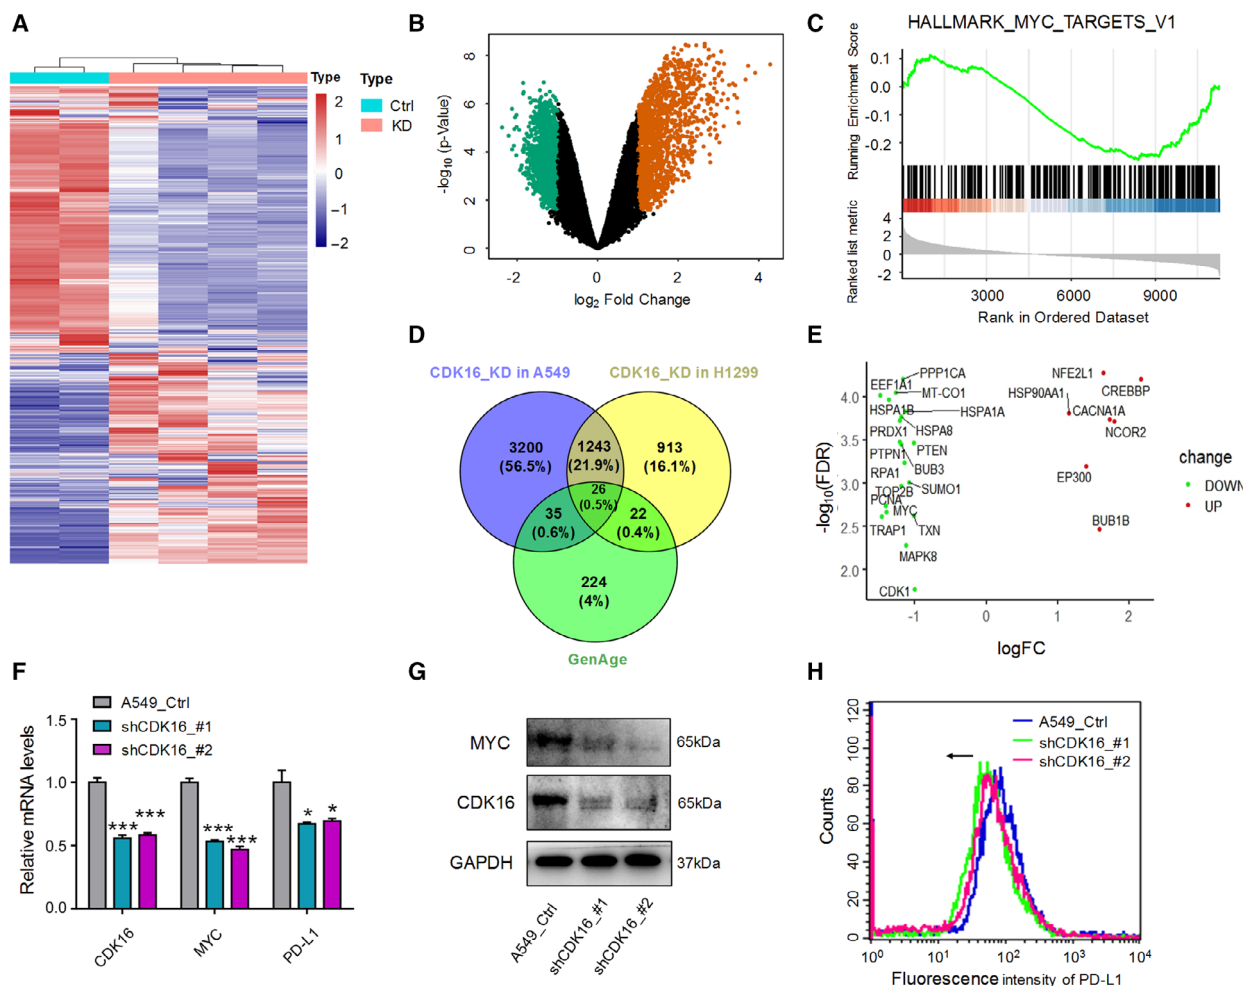 A
Type
2
1
0
−1
−2
Type
Ctrl
KD
B
-log10 (p-Value)
8
6
4
2
0
-2
0
2
4
log2 Fold Change
C
HALLMARK_MYC_TARGETS_V1
Running Enrichment Score
0.1
0.0
-0.1
-0.2
Ranked list metric
4
2
0
-2
3000
6000
9000
Rank in Ordered Dataset
D
CDK16_KD in A549
CDK16_KD in H1299
3200
(56.5%)
1243
(21.9%)
913
(16.1%)
26
(0.5%)
35
(0.6%)
22
(0.4%)
224
(4%)
GenAge
E
-log10(FDR)
4.0
3.5
3.0
2.5
2.0
PPP1CA
EEF1A1
MT-CO1
HSPA1B
HSPA1A
PRDX1
HSPA8
PTPN1
PTEN
RPA1
BUB3
TOP2B
SUMO1
PCNA
MYC
TRAP1
TXN
MAPK8
CDK1
NFE2L1
CREBBP
HSP90AA1
CACNA1A
NCOR2
EP300
BUB1B
-1
0
1
2
logFC
change
DOWN
UP
F
A549_Ctrl
shCDK16_#1
shCDK16_#2
Relative mRNA levels
1.5
1.0
0.5
0.0
***
***
***
***
*
*
CDK16
MYC
PD-L1
G
MYC
65kDa
CDK16
65kDa
GAPDH
37kDa
A549_Ctrl
shCDK16_#1
shCDK16_#2
H
Counts
120
100
80
60
40
20
0
A549_Ctrl
shCDK16_#1
shCDK16_#2
10^0
10^1
10^2
10^3
10^4
Fluorescence intensity of PD-L1